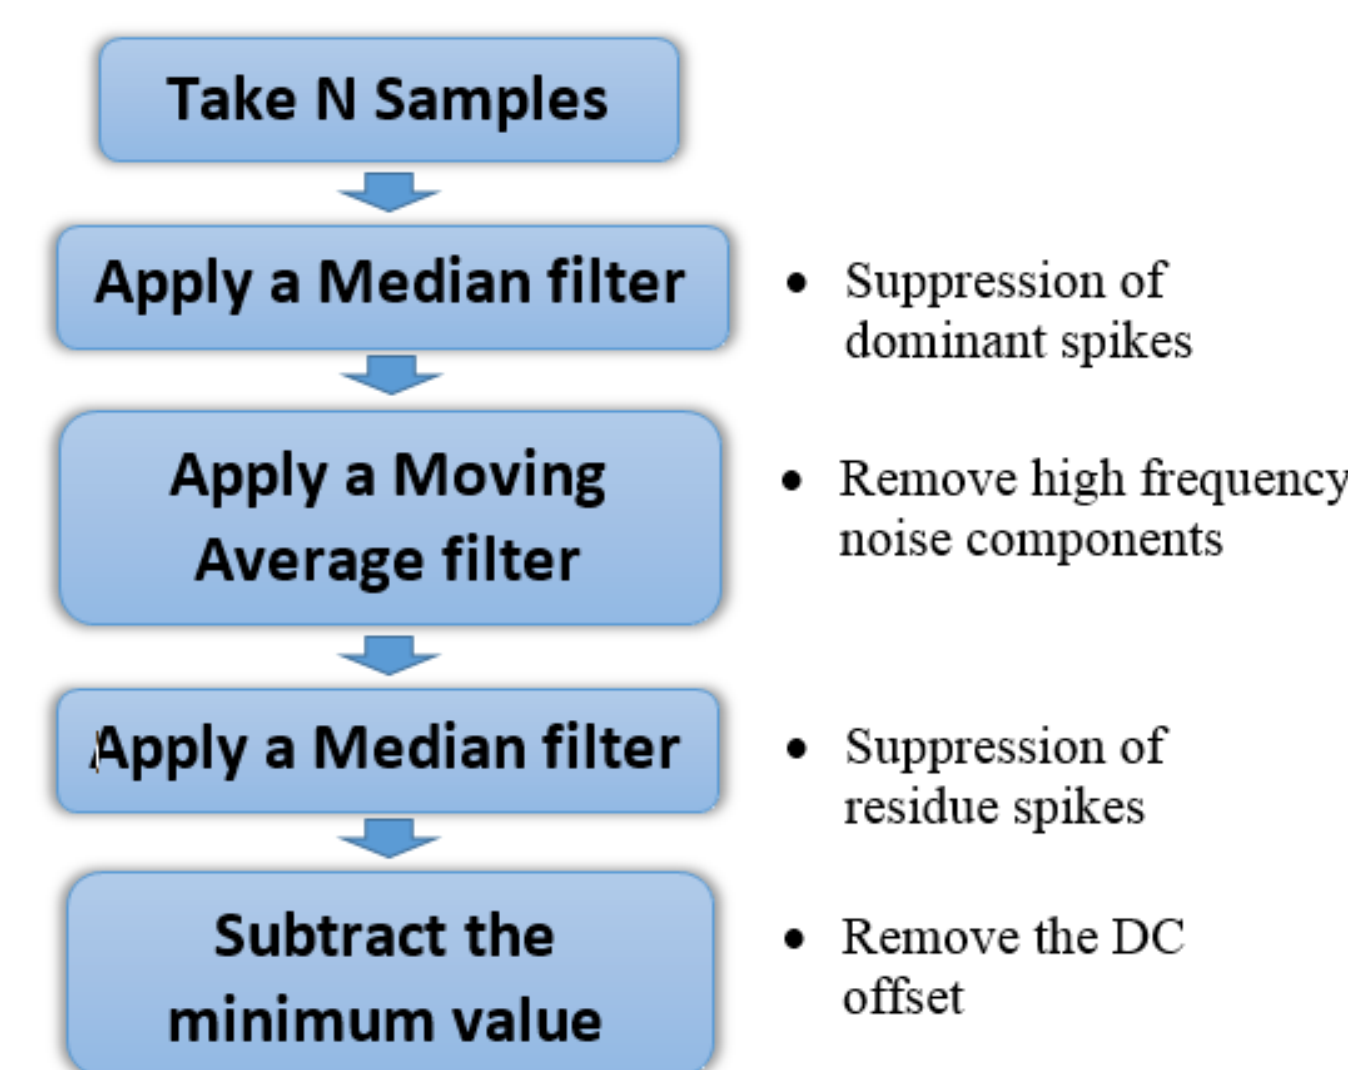 Take N Samples
Apply a Median filter
• Suppression of
dominant spikes
Apply a Moving
Average filter
• Remove high frequency
noise components
Apply a Median filter
• Suppression of
residue spikes
Subtract the
minimum value
• Remove the DC
offset